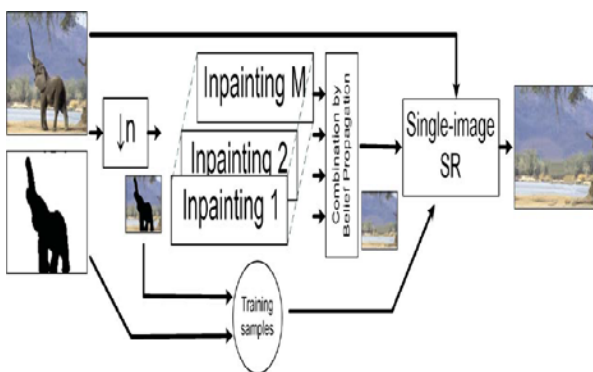 ↓n
Inpainting M
Inpainting 2
Inpainting 1
Combination by
Belief Propagation
Single-image
SR
Training
samples